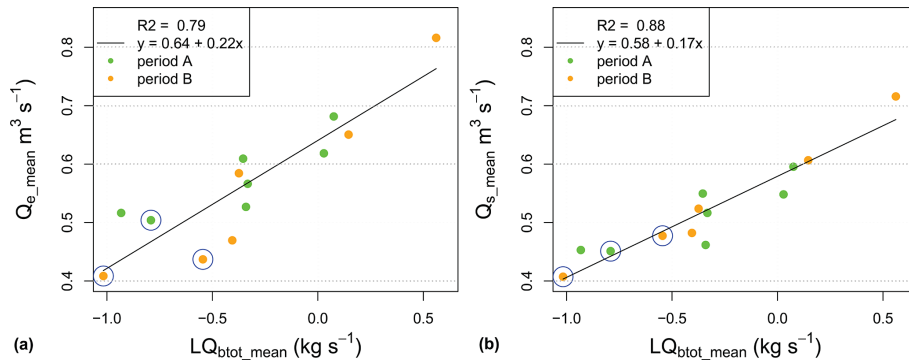 R2 = 0.79
y = 0.64 + 0.22x
period A
period B
0.8
0.7
0.6
0.5
0.4
Qe_mean m³ s⁻¹
−1.0 −0.5 0.0 0.5
(a) LQbtot_mean (kg s⁻¹)
R2 = 0.88
y = 0.58 + 0.17x
period A
period B
0.8
0.7
0.6
0.5
0.4
Qs_mean m³ s⁻¹
−1.0 −0.5 0.0 0.5
(b) LQbtot_mean (kg s⁻¹)